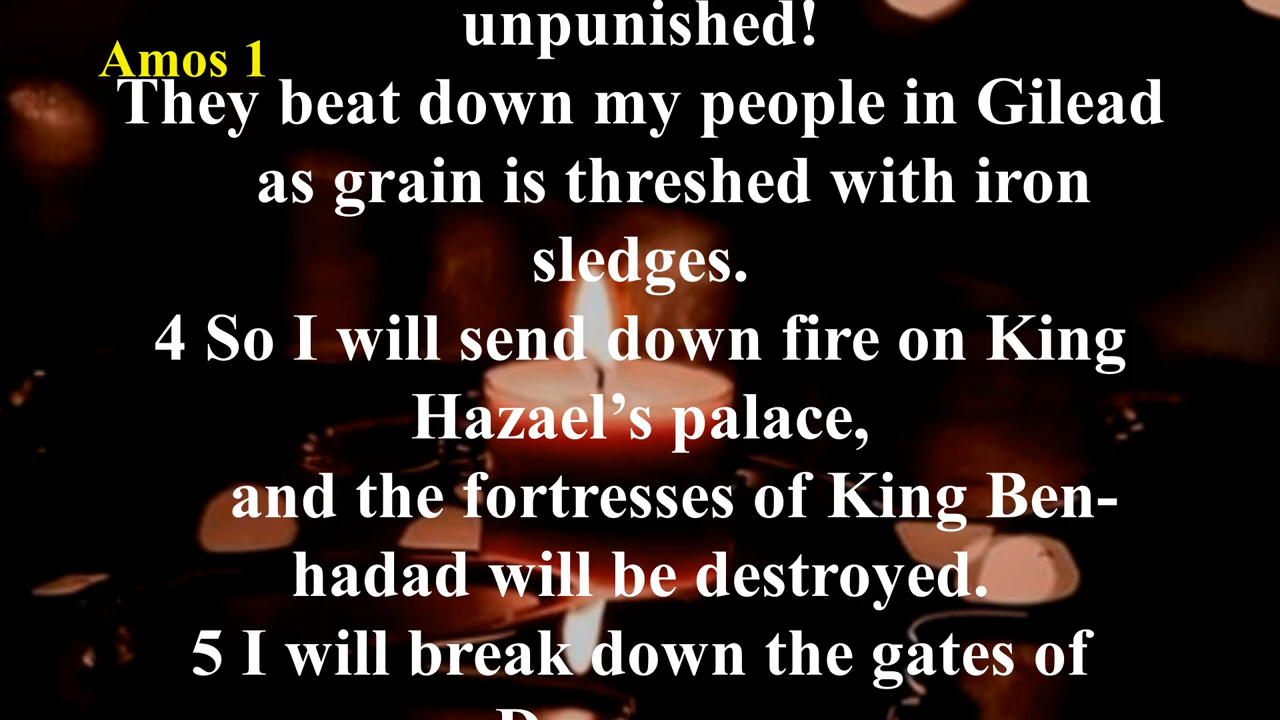 unpunished!
Amos 1
They beat down my people in Gilead
as grain is threshed with iron
sledges.
4 So I will send down fire on King
Hazael’s palace,
and the fortresses of King Ben-
hadad will be destroyed.
5 I will break down the gates of